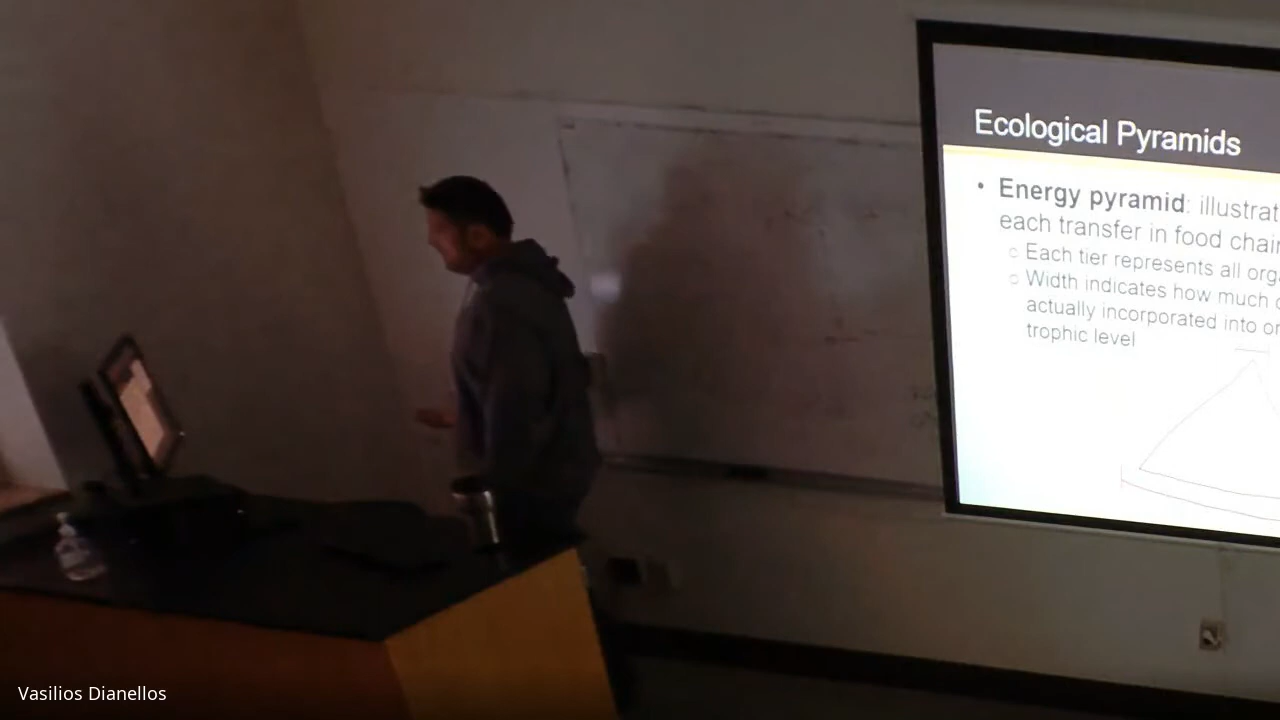 Ecological Pyramids
• Energy pyramid: illustrat
each transfer in food chai
○ Each tier represents all org
○ Width indicates how much
actually incorporated into or
trophic level
Vasilios Dianellos